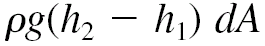 ρg(h₂ − h₁) dA